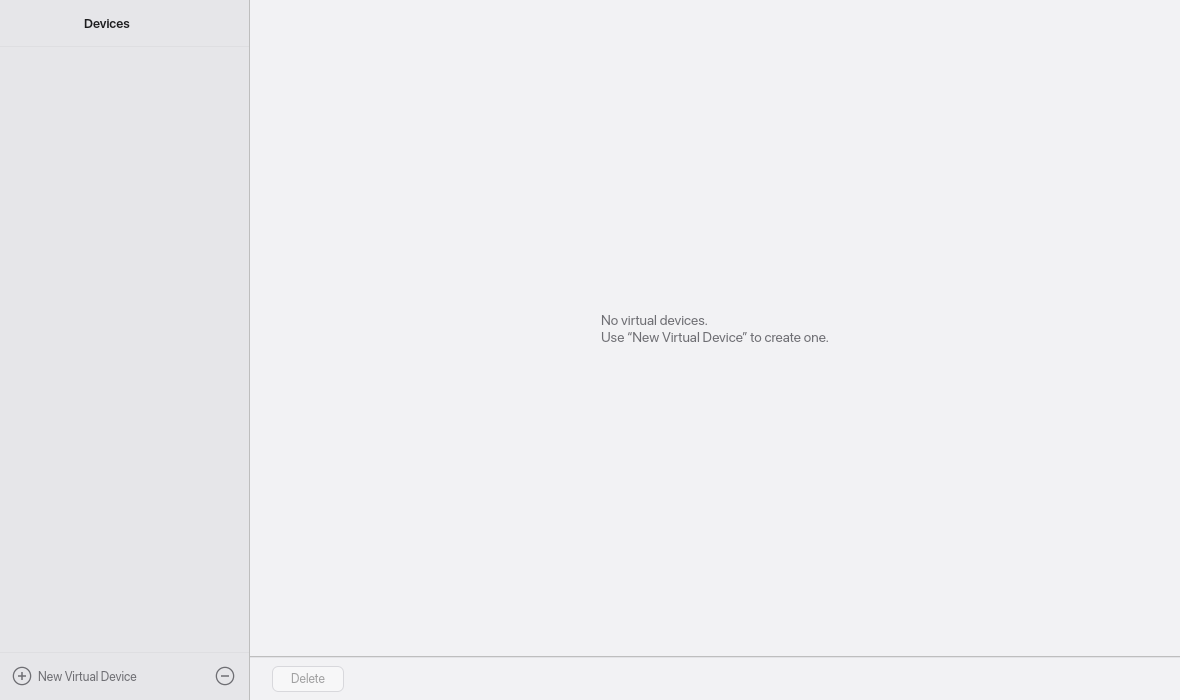 Devices
No virtual devices.
Use “New Virtual Device” to create one.
New Virtual Device
Delete